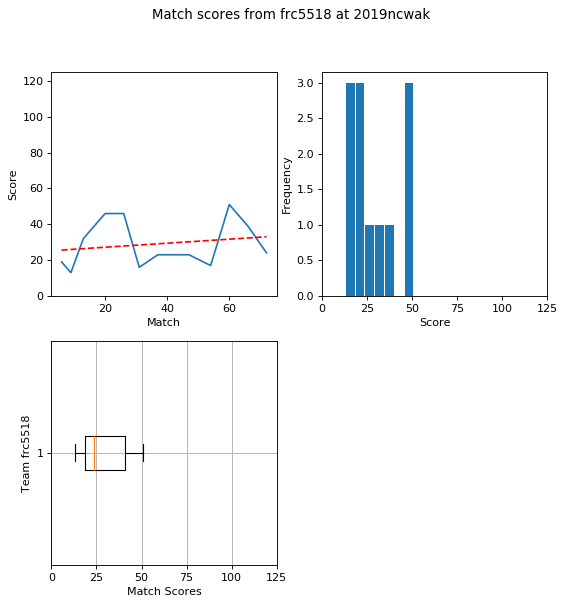 Match scores from frc5518 at 2019ncwak
120
100
80
60
40
20
0
Score
20 40 60
Match
3.0
2.5
2.0
1.5
1.0
0.5
0.0
Frequency
0 25 50 75 100 125
Score
Team frc5518
1
0 25 50 75 100 125
Match Scores